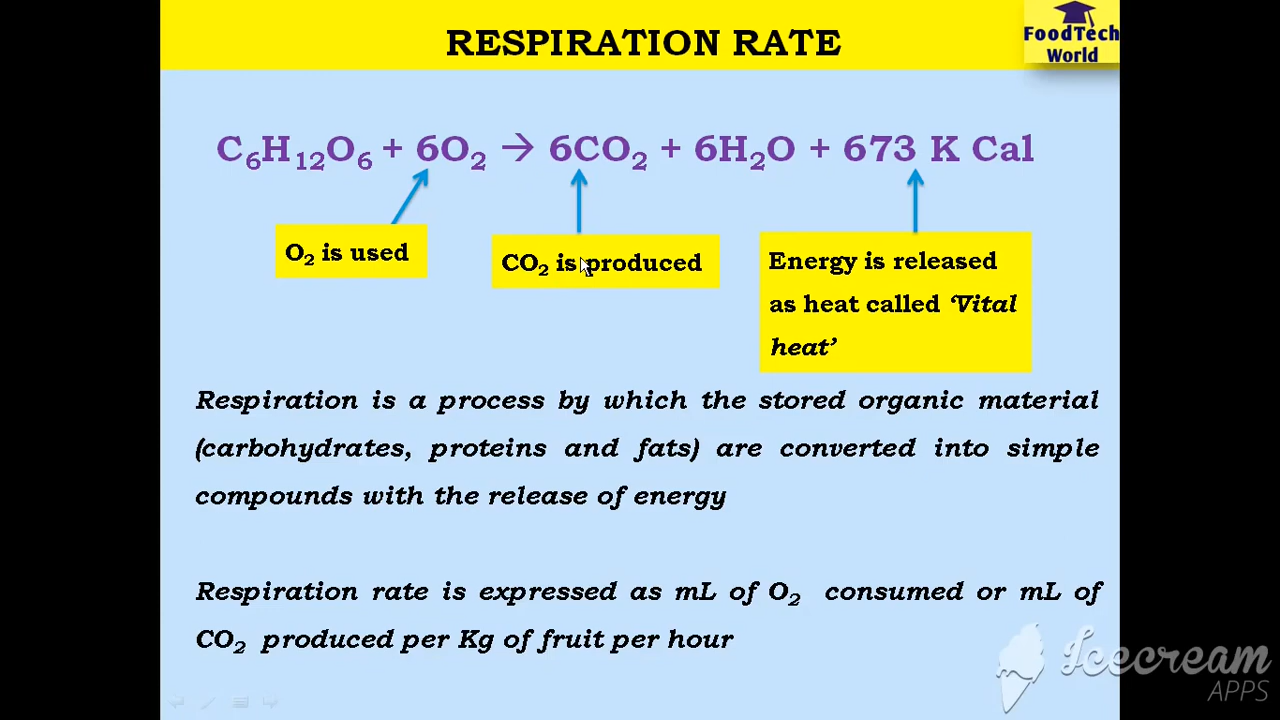 RESPIRATION RATE
FoodTech
World
C₆H₁₂O₆ + 6O₂ → 6CO₂ + 6H₂O + 673 K Cal
O₂ is used
CO₂ is produced
Energy is released
as heat called ‘Vital
heat’
Respiration is a process by which the stored organic material
(carbohydrates, proteins and fats) are converted into simple
compounds with the release of energy
Respiration rate is expressed as mL of O₂ consumed or mL of
CO₂ produced per Kg of fruit per hour
Icecream
APPS